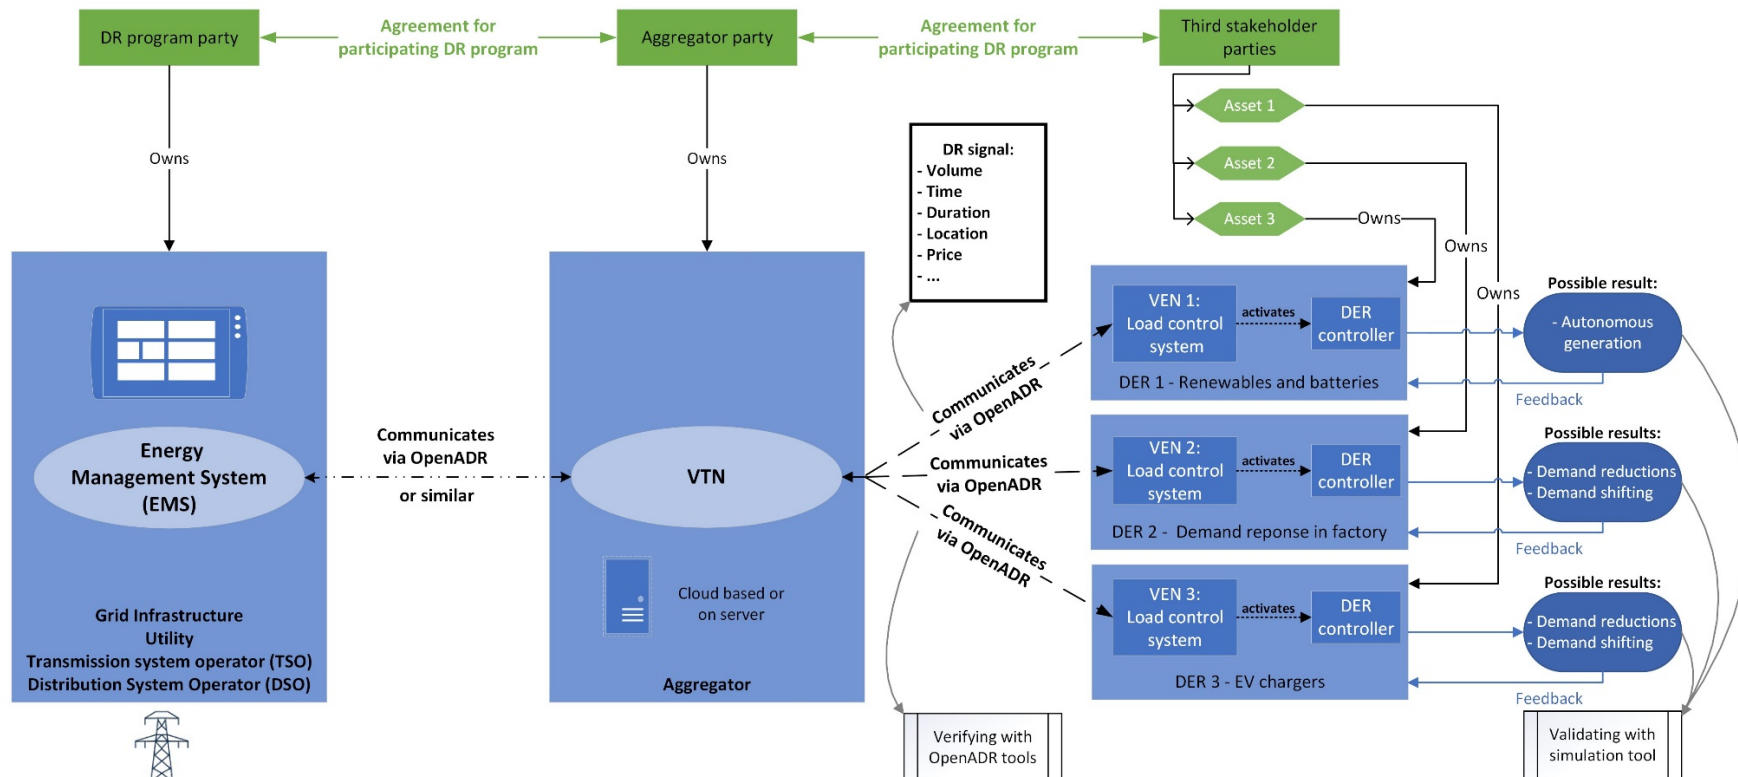 DR program party
Agreement for
participating DR program
Aggregator party
Agreement for
participating DR program
Third stakeholder
parties
Asset 1
Asset 2
Asset 3
Owns
Owns
Owns
Owns
Owns
DR signal:
- Volume
- Time
- Duration
- Location
- Price
- ...
Energy
Management System
(EMS)
Grid Infrastructure
Utility
Transmission system operator (TSO)
Distribution System Operator (DSO)
Communicates
via OpenADR
or similar
VTN
Cloud based or
on server
Aggregator
Communicates
via OpenADR
Communicates
via OpenADR
Communicates
via OpenADR
VEN 1:
Load control
system
activates
DER
controller
DER 1 - Renewables and batteries
Possible result:
- Autonomous
generation
Feedback
VEN 2:
Load control
system
activates
DER
controller
DER 2 - Demand reponse in factory
Possible results:
- Demand reductions
- Demand shifting
Feedback
VEN 3:
Load control
system
activates
DER
controller
DER 3 - EV chargers
Possible results:
- Demand reductions
- Demand shifting
Feedback
Verifying with
OpenADR tools
Validating with
simulation tool